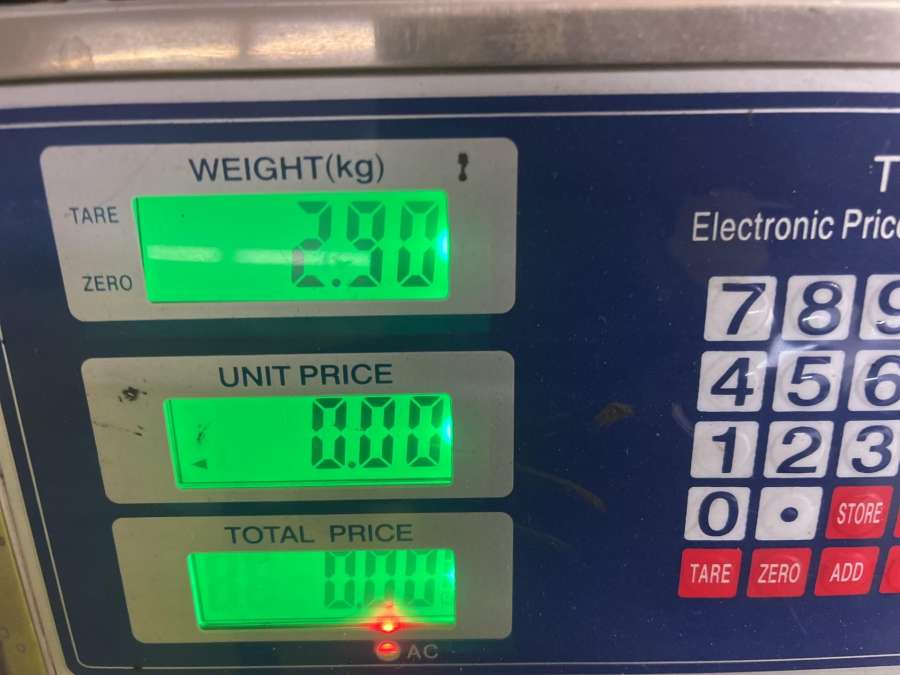 WEIGHT(kg)
TARE
2.90
ZERO
UNIT PRICE
0.00
TOTAL PRICE
0.00
AC
T
Electronic Price
7 8 9
4 5 6
1 2 3
0 . STORE
TARE ZERO ADD